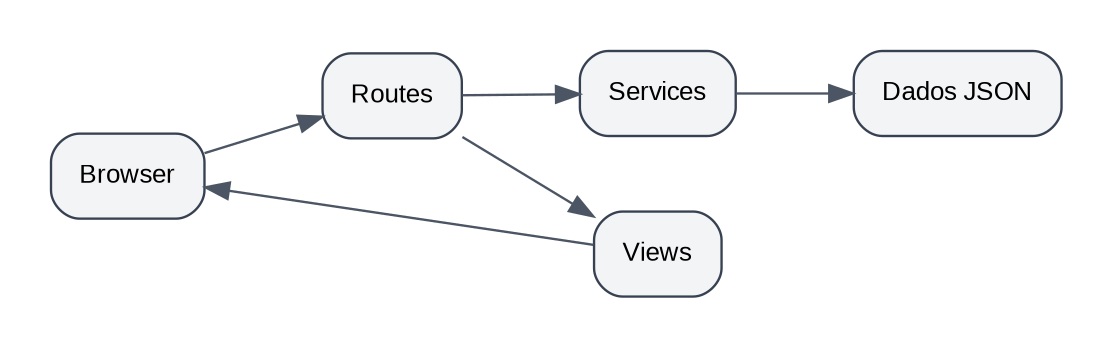 Browser
Routes
Services
Dados JSON
Views